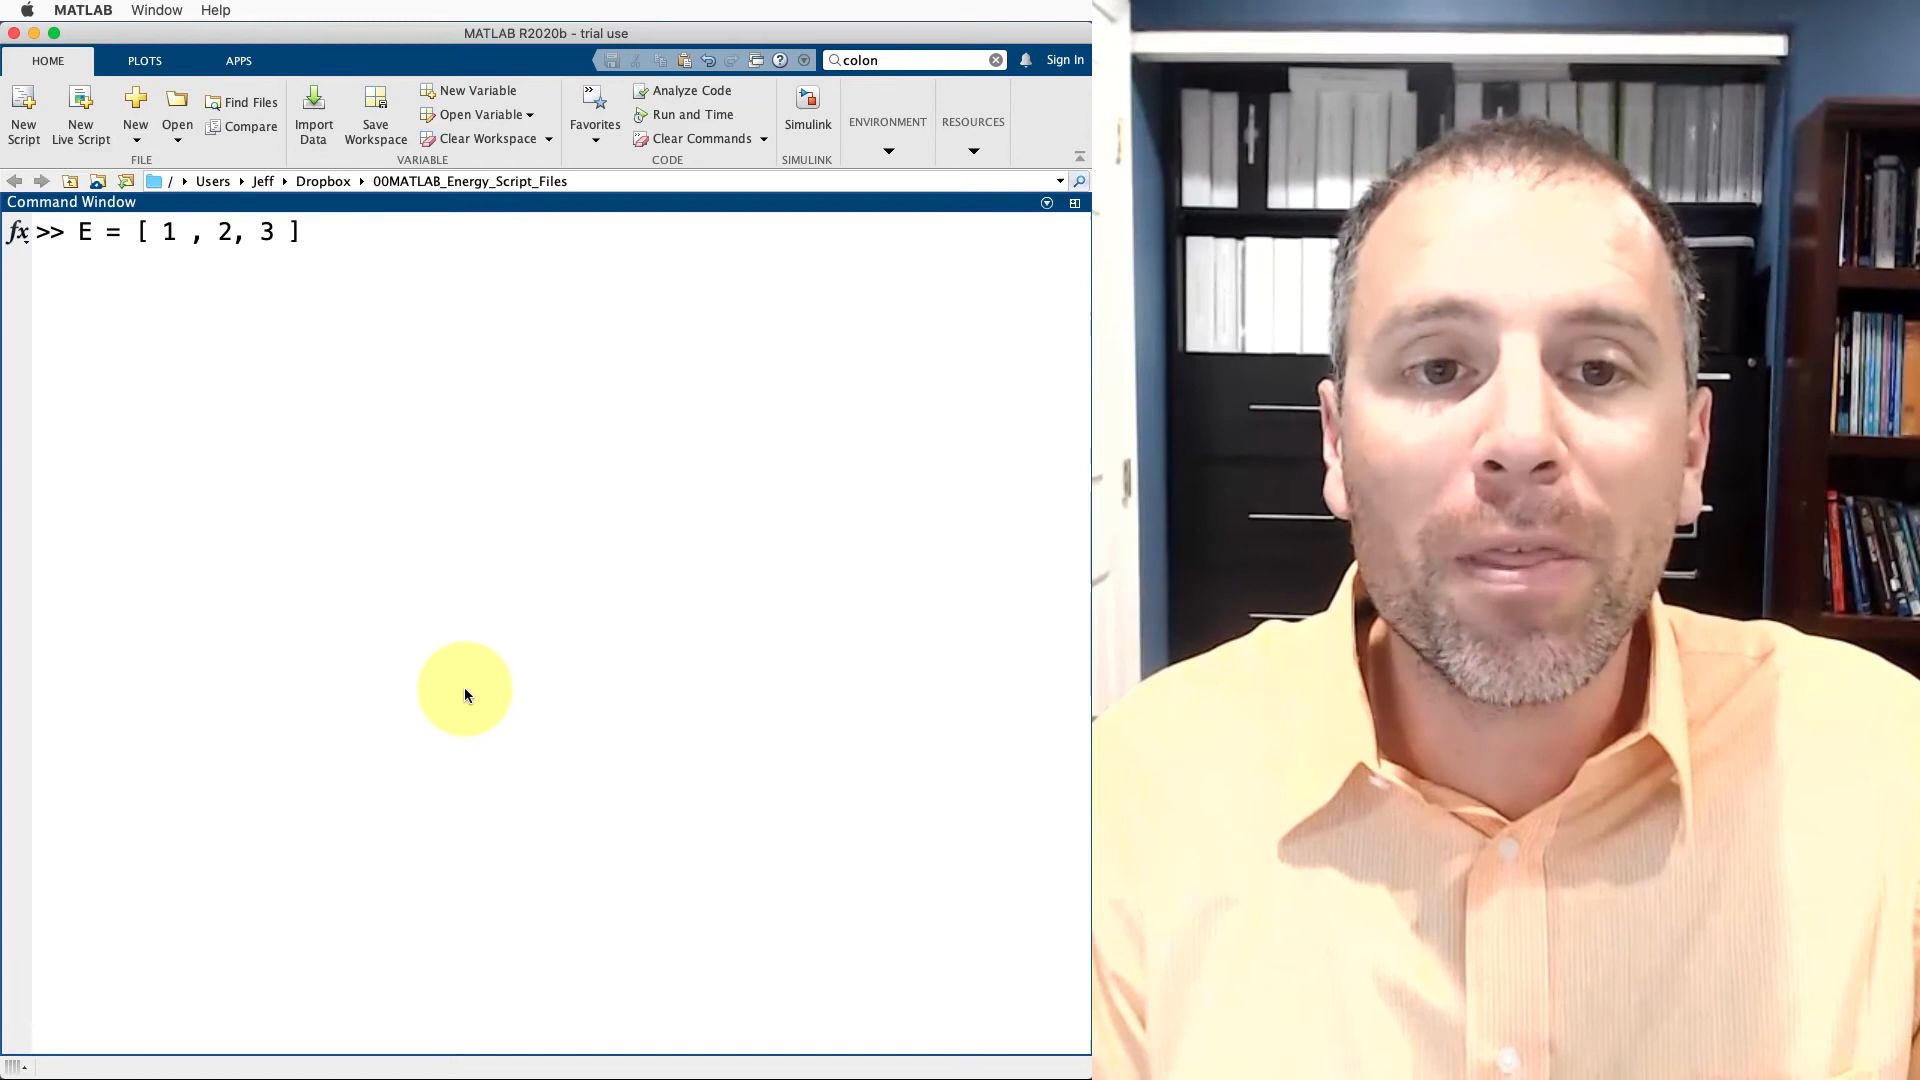 MATLAB Window Help
MATLAB R2020b - trial use
HOME PLOTS APPS colon Sign In
New Script
New Live Script
New
Open
Find Files
Compare
FILE
Import Data
Save Workspace
New Variable
Open Variable
Clear Workspace
VARIABLE
Favorites
Analyze Code
Run and Time
Clear Commands
CODE
Simulink
SIMULINK
ENVIRONMENT
RESOURCES
/ Users Jeff Dropbox 00MATLAB_Energy_Script_Files
Command Window
fx >> E = [ 1 , 2, 3 ]